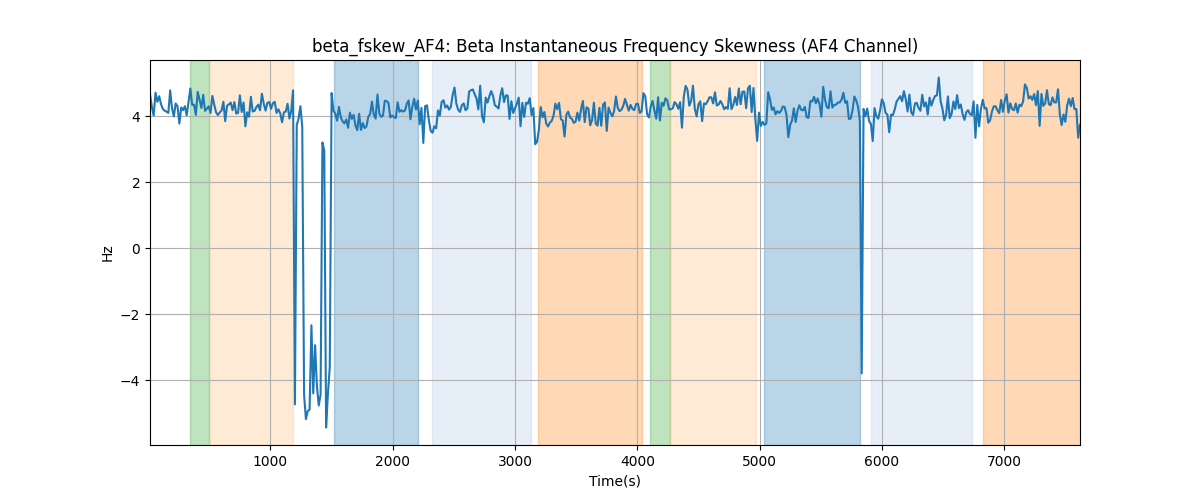 beta_fskew_AF4: Beta Instantaneous Frequency Skewness (AF4 Channel)
Hz
4
2
0
−2
−4
1000 2000 3000 4000 5000 6000 7000
Time(s)